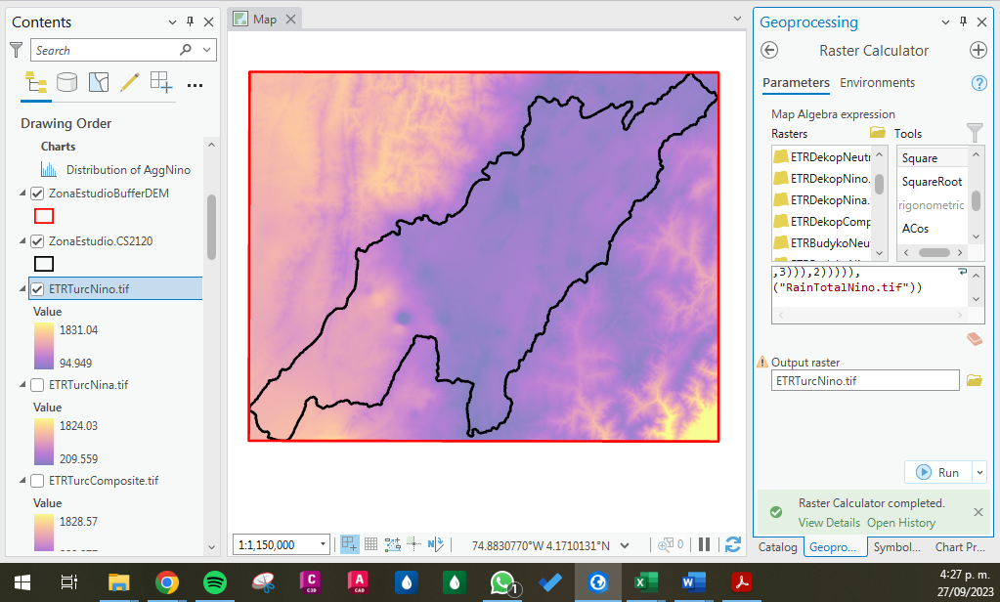 Contents
Search
Drawing Order
Charts
Distribution of AggNino
ZonaEstudioBufferDEM
ZonaEstudio.CS2120
ETRTurcNino.tif
Value
1831.04
94.949
ETRTurcNina.tif
Value
1824.03
209.559
ETRTurcComposite.tif
Value
1828.57
Map
1:1,150,000
74.8830770°W 4.1710131°N
0
Geoprocessing
Raster Calculator
Parameters Environments
Map Algebra expression
Rasters Tools
ETRDekopNeutr
ETRDekopNino.
ETRDekopNina.
ETRDekopComp
ETRBudykoNeu
Square
SquareRoot
rigonometric
ACos
,3))),2))))),
("RainTotalNino.tif"))
Output raster
ETRTurcNino.tif
Run
Raster Calculator completed.
View Details Open History
Catalog Geopro... Symbol... Chart Pr...
C
C3D
A
CAD
1
X
W
4:27 p. m.
27/09/2023